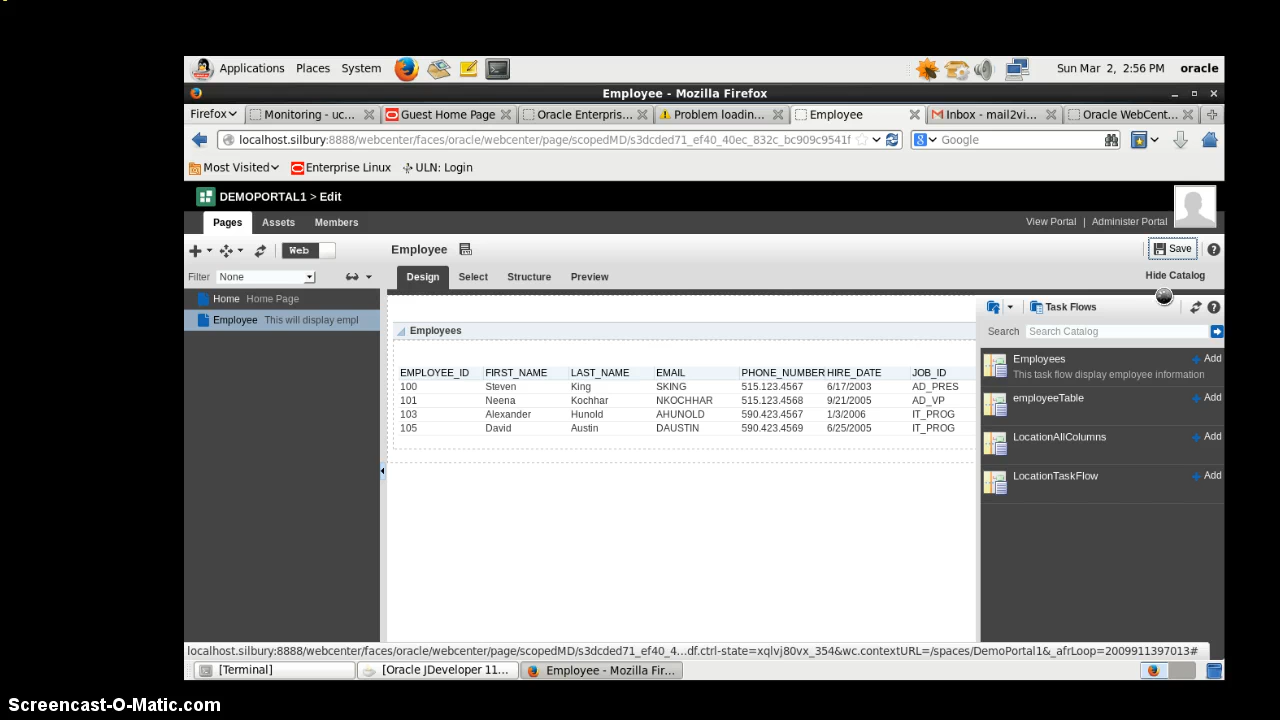 Applications Places System Sun Mar 2, 2:56 PM oracle
Employee - Mozilla Firefox
Firefox Monitoring - uc... Guest Home Page Oracle Enterpris... Problem loadin... Employee Inbox - mail2vi... Oracle WebCent...
localhost.silbury:8888/webcenter/faces/oracle/webcenter/page/scopedMD/s3dcded71_ef40_40ec_832c_bc909c9541f Google
Most Visited Enterprise Linux ULN: Login
DEMOPORTAL1 > Edit
Pages Assets Members View Portal | Administer Portal
Web Employee Save
Filter None Design Select Structure Preview Hide Catalog
Home Home Page Task Flows
Employee This will display empl Employees Search Search Catalog
Employees Add
This task flow display employee information
EMPLOYEE_ID FIRST_NAME LAST_NAME EMAIL PHONE_NUMBER HIRE_DATE JOB_ID
100 Steven King SKING 515.123.4567 6/17/2003 AD_PRES
101 Neena Kochhar NKOCHHAR 515.123.4568 9/21/2005 AD_VP
103 Alexander Hunold AHUNOLD 590.423.4567 1/3/2006 IT_PROG
105 David Austin DAUSTIN 590.423.4569 6/25/2005 IT_PROG
employeeTable Add
LocationAllColumns Add
LocationTaskFlow Add
localhost.silbury:8888/webcenter/faces/oracle/webcenter/page/scopedMD/s3dcded71_ef40_4...df.ctrl-state=xqlvj80vx_354&wc.contextURL=/spaces/DemoPortal1&_afrLoop=2009911397013#
[Terminal] [Oracle JDeveloper 11... Employee - Mozilla Fir...
Screencast-O-Matic.com